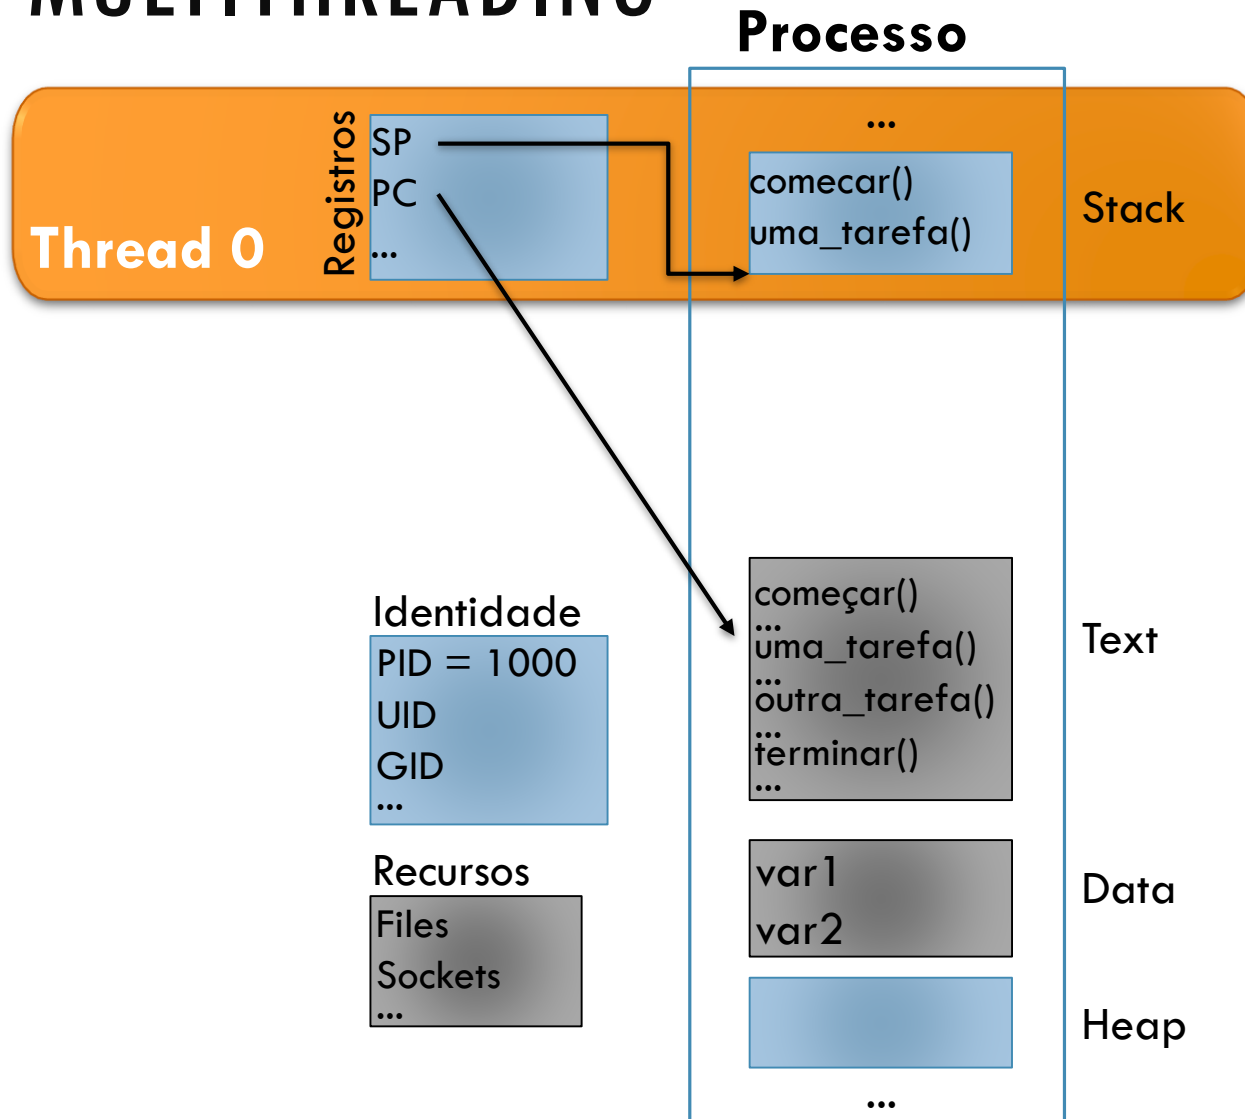 MULTITHREADING
Processo
Thread 0
Registros
SP
PC
...
...
comecar()
uma_tarefa()
Stack
Identidade
PID = 1000
UID
GID
...
Recursos
Files
Sockets
...
começar()
...
uma_tarefa()
...
outra_tarefa()
...
terminar()
...
Text
var1
var2
Data
Heap
...